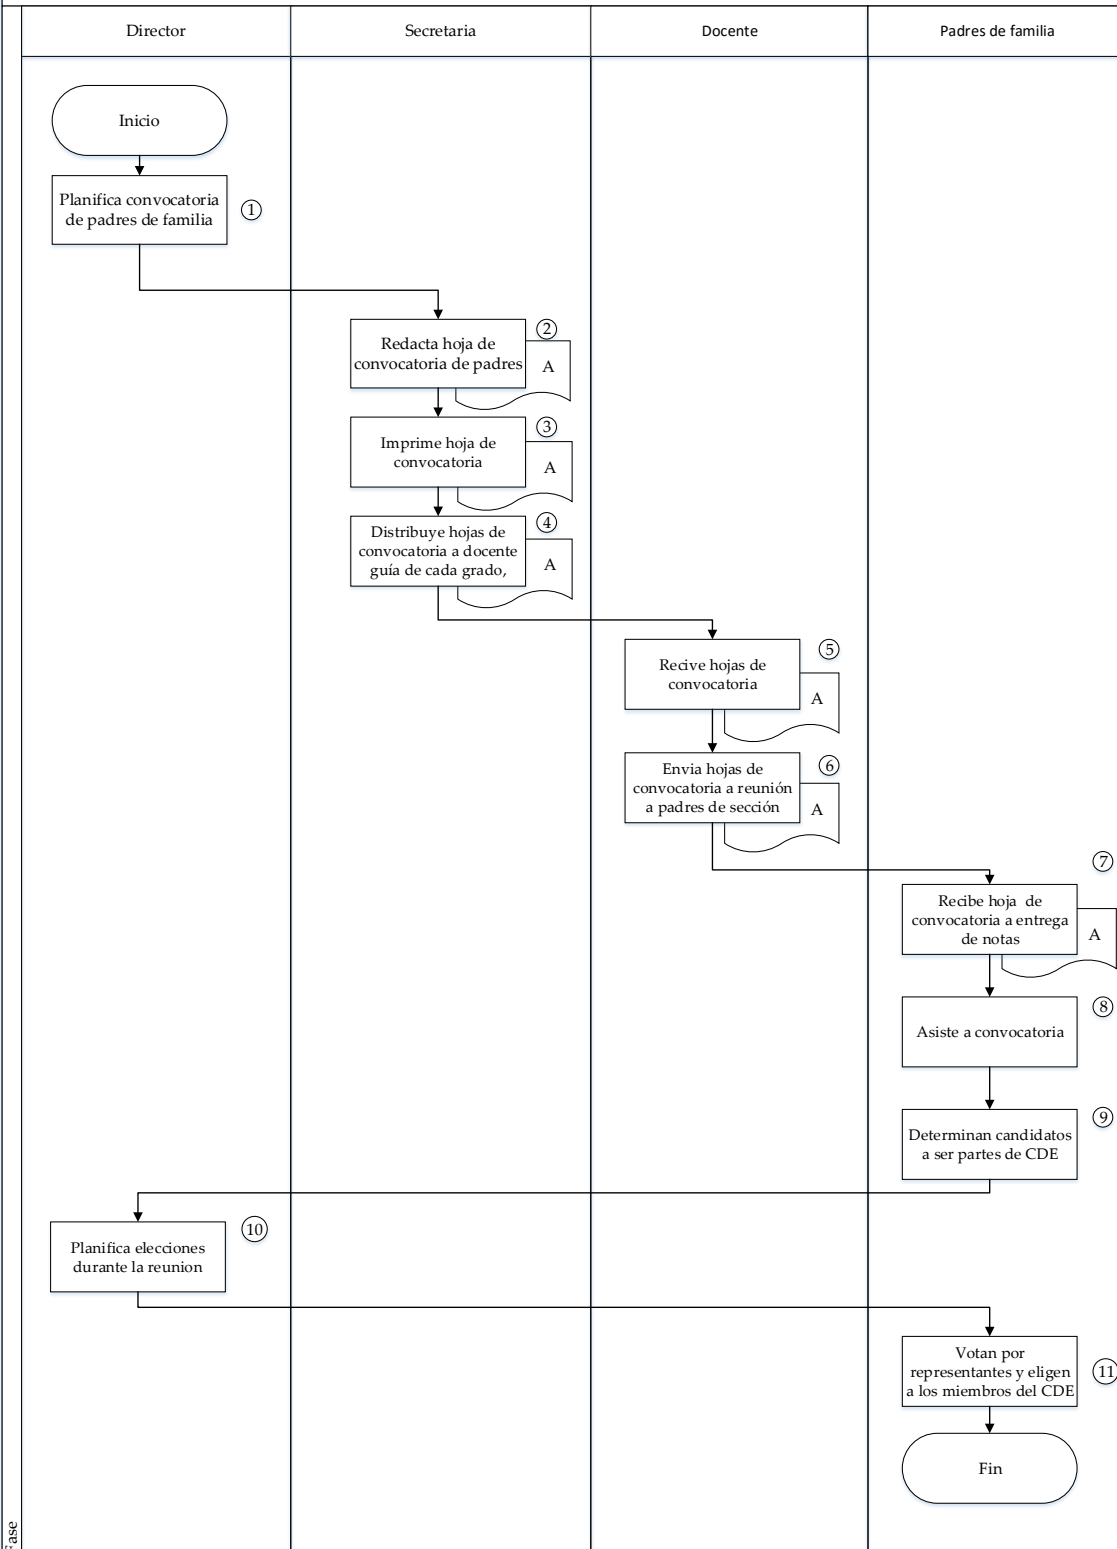 Director
Secretaria
Docente
Padres de familia
Inicio
Planifica convocatoria
de padres de familia
1
Redacta hoja de
convocatoria de padres
2
A
Imprime hoja de
convocatoria
3
A
Distribuye hojas de
convocatoria a docente
guía de cada grado,
4
A
Recive hojas de
convocatoria
5
A
Envia hojas de
convocatoria a reunión
a padres de sección
6
A
7
Recibe hoja de
convocatoria a entrega
de notas
A
Asiste a convocatoria
8
Determinan candidatos
a ser partes de CDE
9
Planifica elecciones
durante la reunion
10
Votan por
representantes y eligen
a los miembros del CDE
11
Fin
Fase